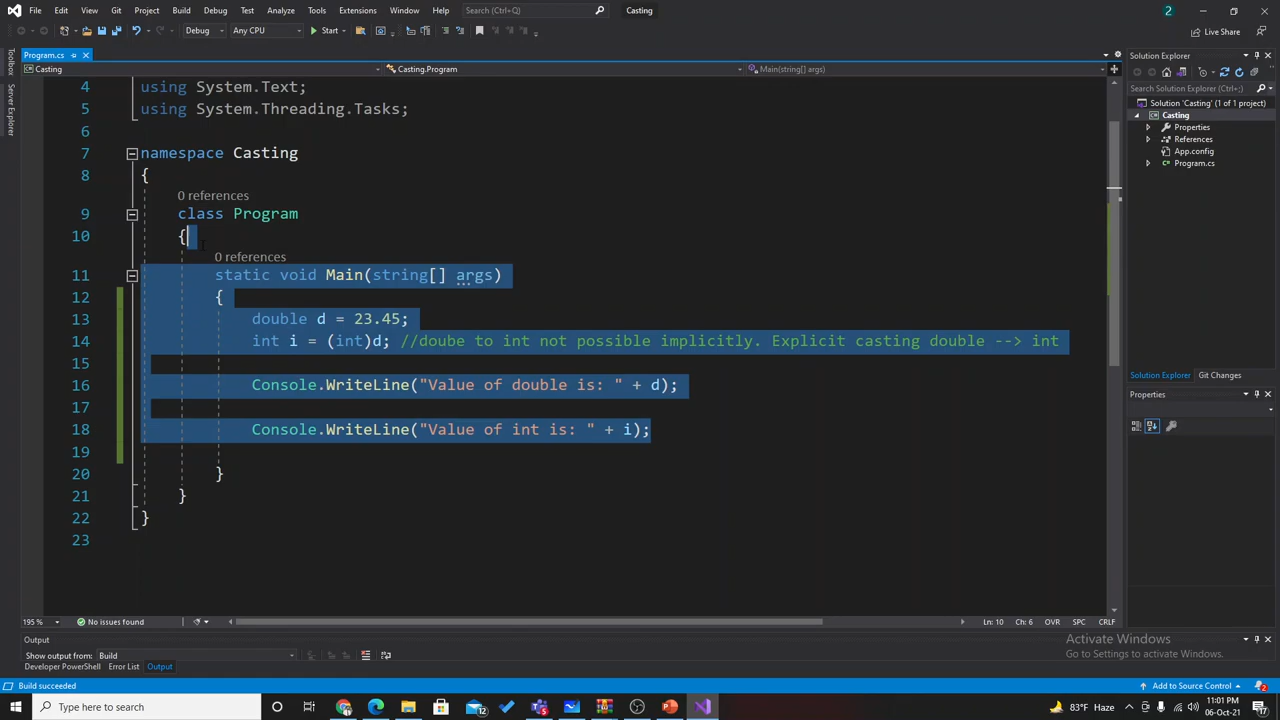 File Edit View Git Project Build Debug Test Analyze Tools Extensions Window Help Search (Ctrl+Q) Casting 2
Debug Any CPU Start Live Share
Program.cs
Casting Casting.Program Main(string[] args)
Toolbox
Server Explorer
4 using System.Text;
5 using System.Threading.Tasks;
6
7 namespace Casting
8 {
0 references
9 class Program
10 {
0 references
11 static void Main(string[] args)
12 {
13 double d = 23.45;
14 int i = (int)d; //doube to int not possible implicitly. Explicit casting double --> int
15
16 Console.WriteLine("Value of double is: " + d);
17
18 Console.WriteLine("Value of int is: " + i);
19
20 }
21 }
22 }
23
195 % No issues found Ln: 10 Ch: 6 OVR SPC CRLF
Solution Explorer
Search Solution Explorer (Ctrl+;)
Solution 'Casting' (1 of 1 project)
Casting
Properties
References
App.config
Program.cs
Solution Explorer Git Changes
Properties
Output
Show output from: Build
Developer PowerShell Error List Output
Activate Windows
Go to Settings to activate Windows.
Build succeeded Add to Source Control 2
Type here to search
83°F Haze 11:01 PM
06-Oct-21